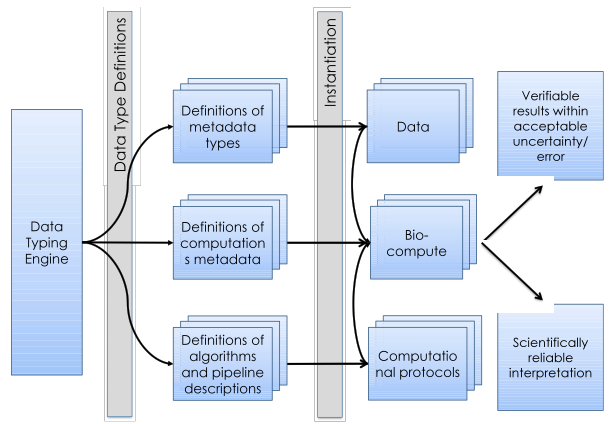 Data
Typing
Engine
Data Type Definitions
Definitions of
metadata
types
Definitions of
computation
s metadata
Definitions of
algorithms
and pipeline
descriptions
Instantiation
Data
Bio-
compute
Computatio
nal protocols
Verifiable
results within
acceptable
uncertainty/
error
Scientifically
reliable
interpretation